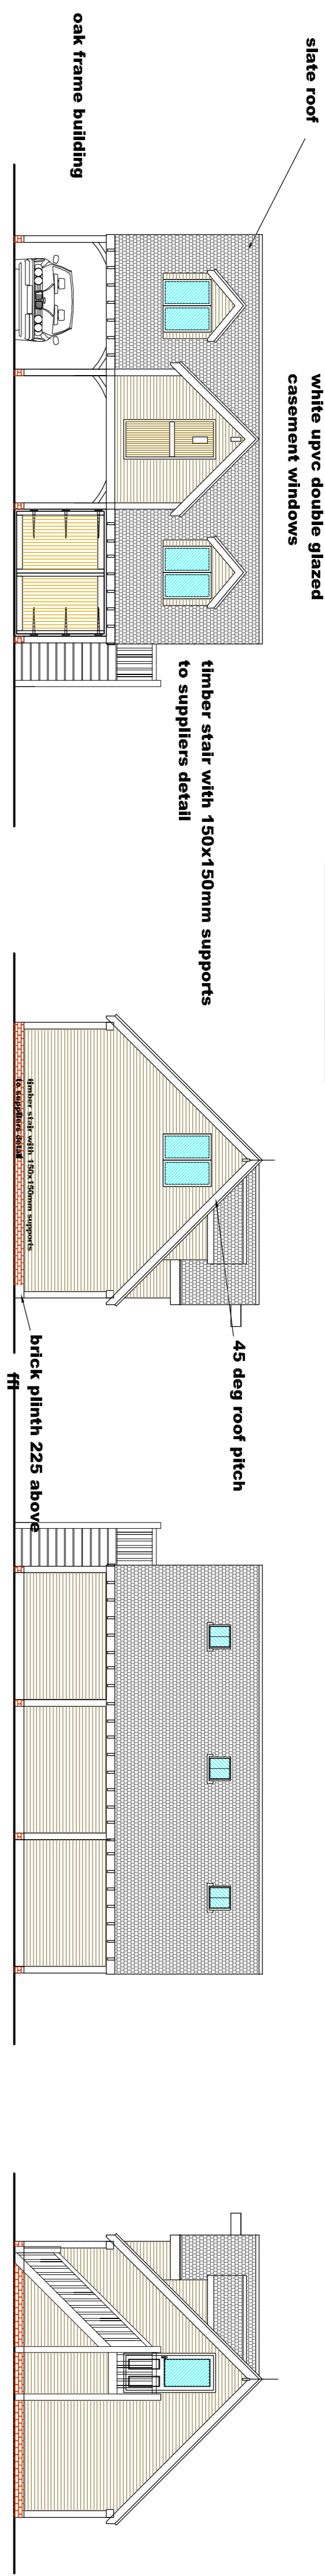 slate roof
oak frame building
white upvc double glazed
casement windows
timber stair with 150x150mm supports
to suppliers detail
timber stair with 150x150mm supports
to suppliers detail
45 deg roof pitch
brick plinth 225 above
ffl